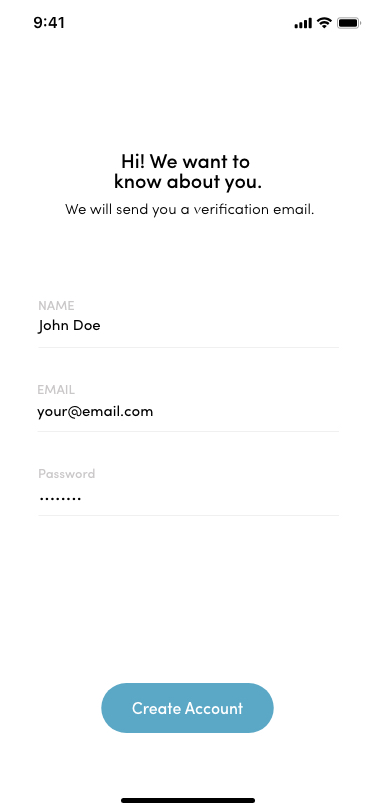 9:41
Hi! We want to
know about you.
We will send you a verification email.
NAME
John Doe
EMAIL
your@email.com
Password
........
Create Account